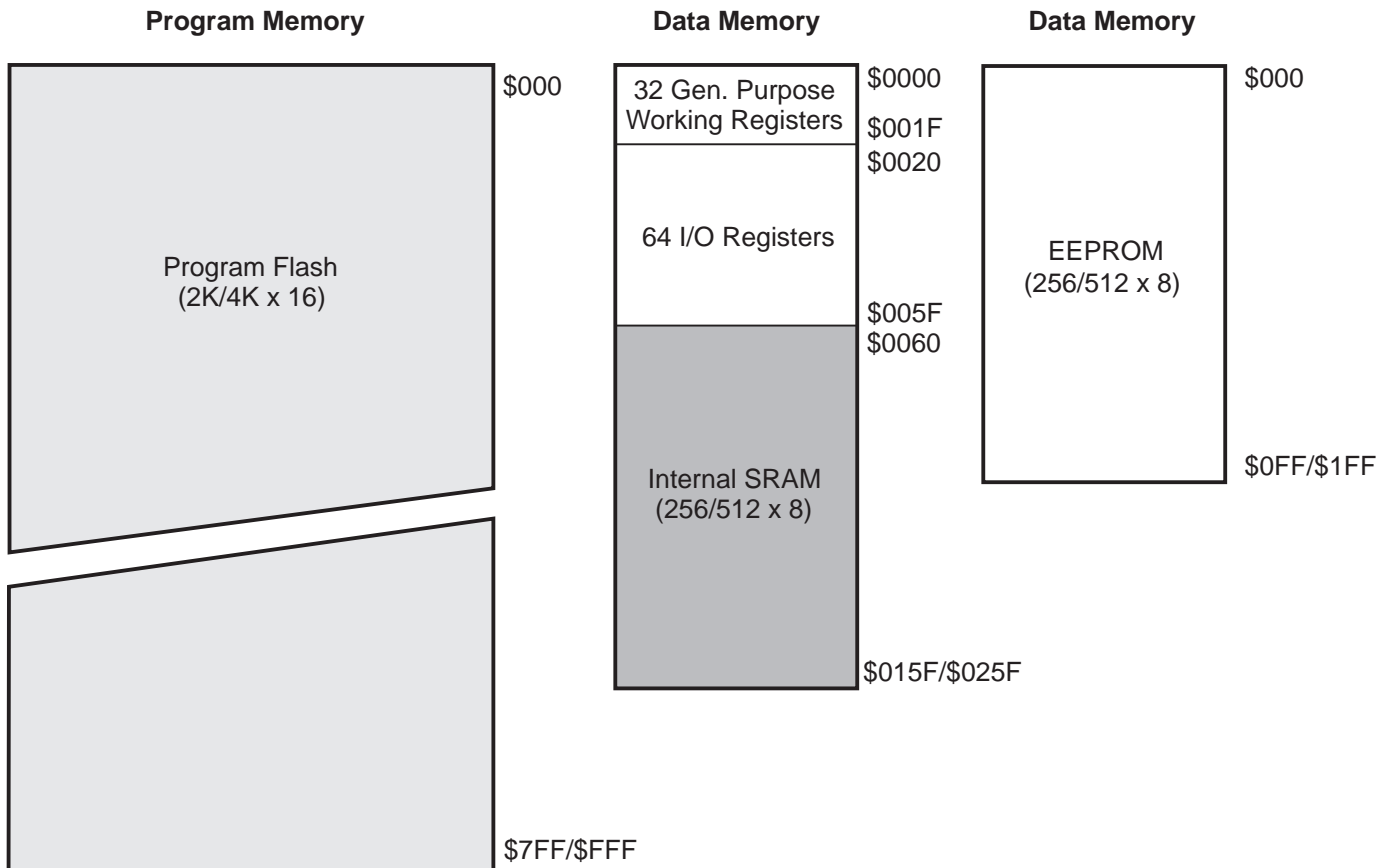 Program Memory
$000
Program Flash
(2K/4K x 16)
$7FF/$FFF
Data Memory
32 Gen. Purpose
Working Registers
$0000
$001F
$0020
64 I/O Registers
$005F
$0060
Internal SRAM
(256/512 x 8)
$015F/$025F
Data Memory
$000
EEPROM
(256/512 x 8)
$0FF/$1FF